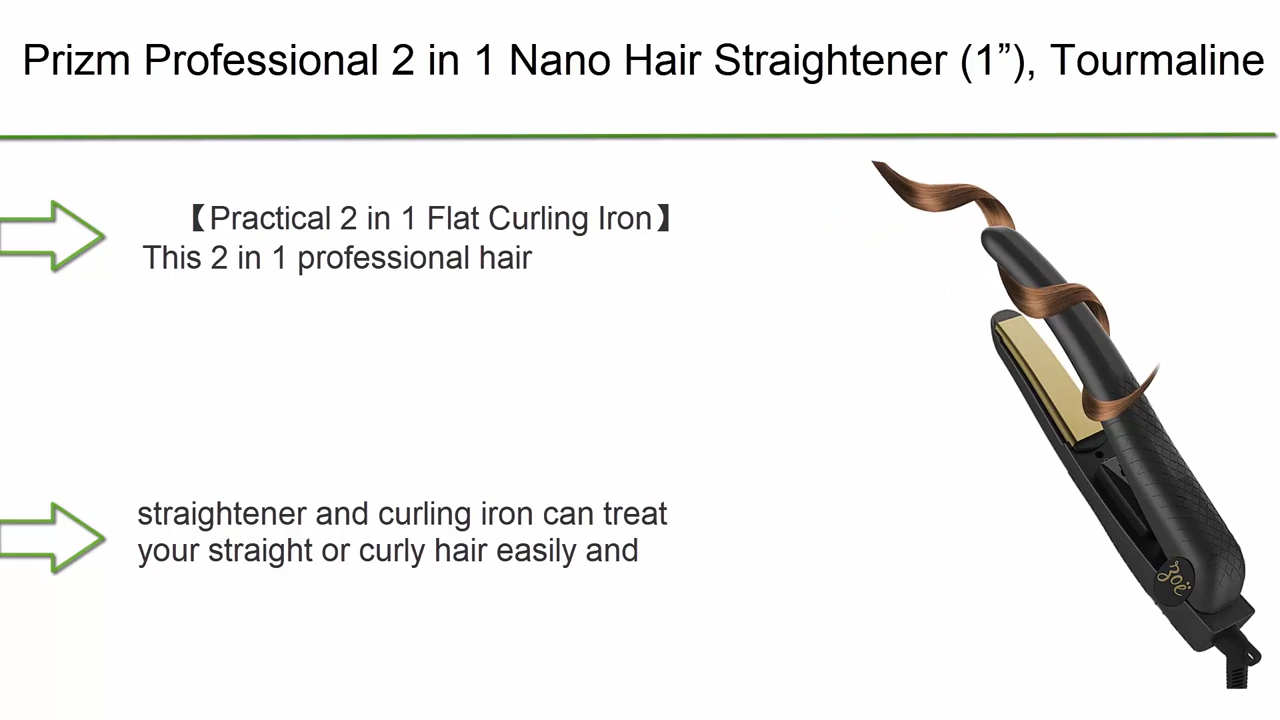 Prizm Professional 2 in 1 Nano Hair Straightener (1”), Tourmaline
【Practical 2 in 1 Flat Curling Iron】
This 2 in 1 professional hair
straightener and curling iron can treat
your straight or curly hair easily and
Zoë